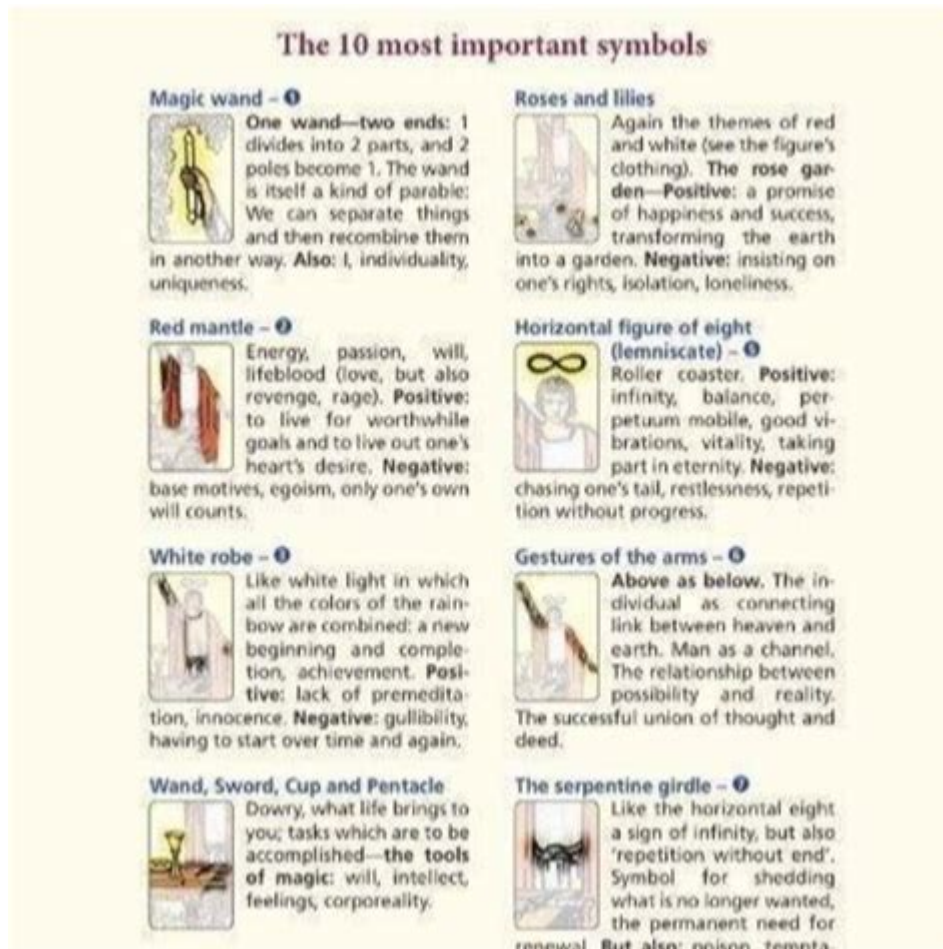 The 10 most important symbols
Magic wand – ❶
One wand—two ends: 1
divides into 2 parts, and 2
poles become 1. The wand
is itself a kind of parable:
We can separate things
and then recombine them
in another way. Also: I, individuality,
uniqueness.
Red mantle – ❷
Energy, passion, will,
lifeblood (love, but also
revenge, rage). Positive:
to live for worthwhile
goals and to live out one's
heart's desire. Negative:
base motives, egoism, only one's own
will counts.
White robe – ❸
Like white light in which
all the colors of the rain-
bow are combined: a new
beginning and comple-
tion, achievement. Posi-
tive: lack of premedita-
tion, innocence. Negative: gullibility,
having to start over time and again.
Wand, Sword, Cup and Pentacle
Dowry, what life brings to
you; tasks which are to be
accomplished—the tools
of magic: will, intellect,
feelings, corporeality.
Roses and lilies
Again the themes of red
and white (see the figure's
clothing). The rose gar-
den—Positive: a promise
of happiness and success,
transforming the earth
into a garden. Negative: insisting on
one's rights, isolation, loneliness.
Horizontal figure of eight
(lemniscate) – ❺
Roller coaster. Positive:
infinity, balance, per-
petuum mobile, good vi-
brations, vitality, taking
part in eternity. Negative:
chasing one's tail, restlessness, repeti-
tion without progress.
Gestures of the arms – ❻
Above as below. The in-
dividual as connecting
link between heaven and
earth. Man as a channel.
The relationship between
possibility and reality.
The successful union of thought and
deed.
The serpentine girdle – ❼
Like the horizontal eight
a sign of infinity, but also
'repetition without end'.
Symbol for shedding
what is no longer wanted,
the permanent need for
renewal. But also: poison, tempta-